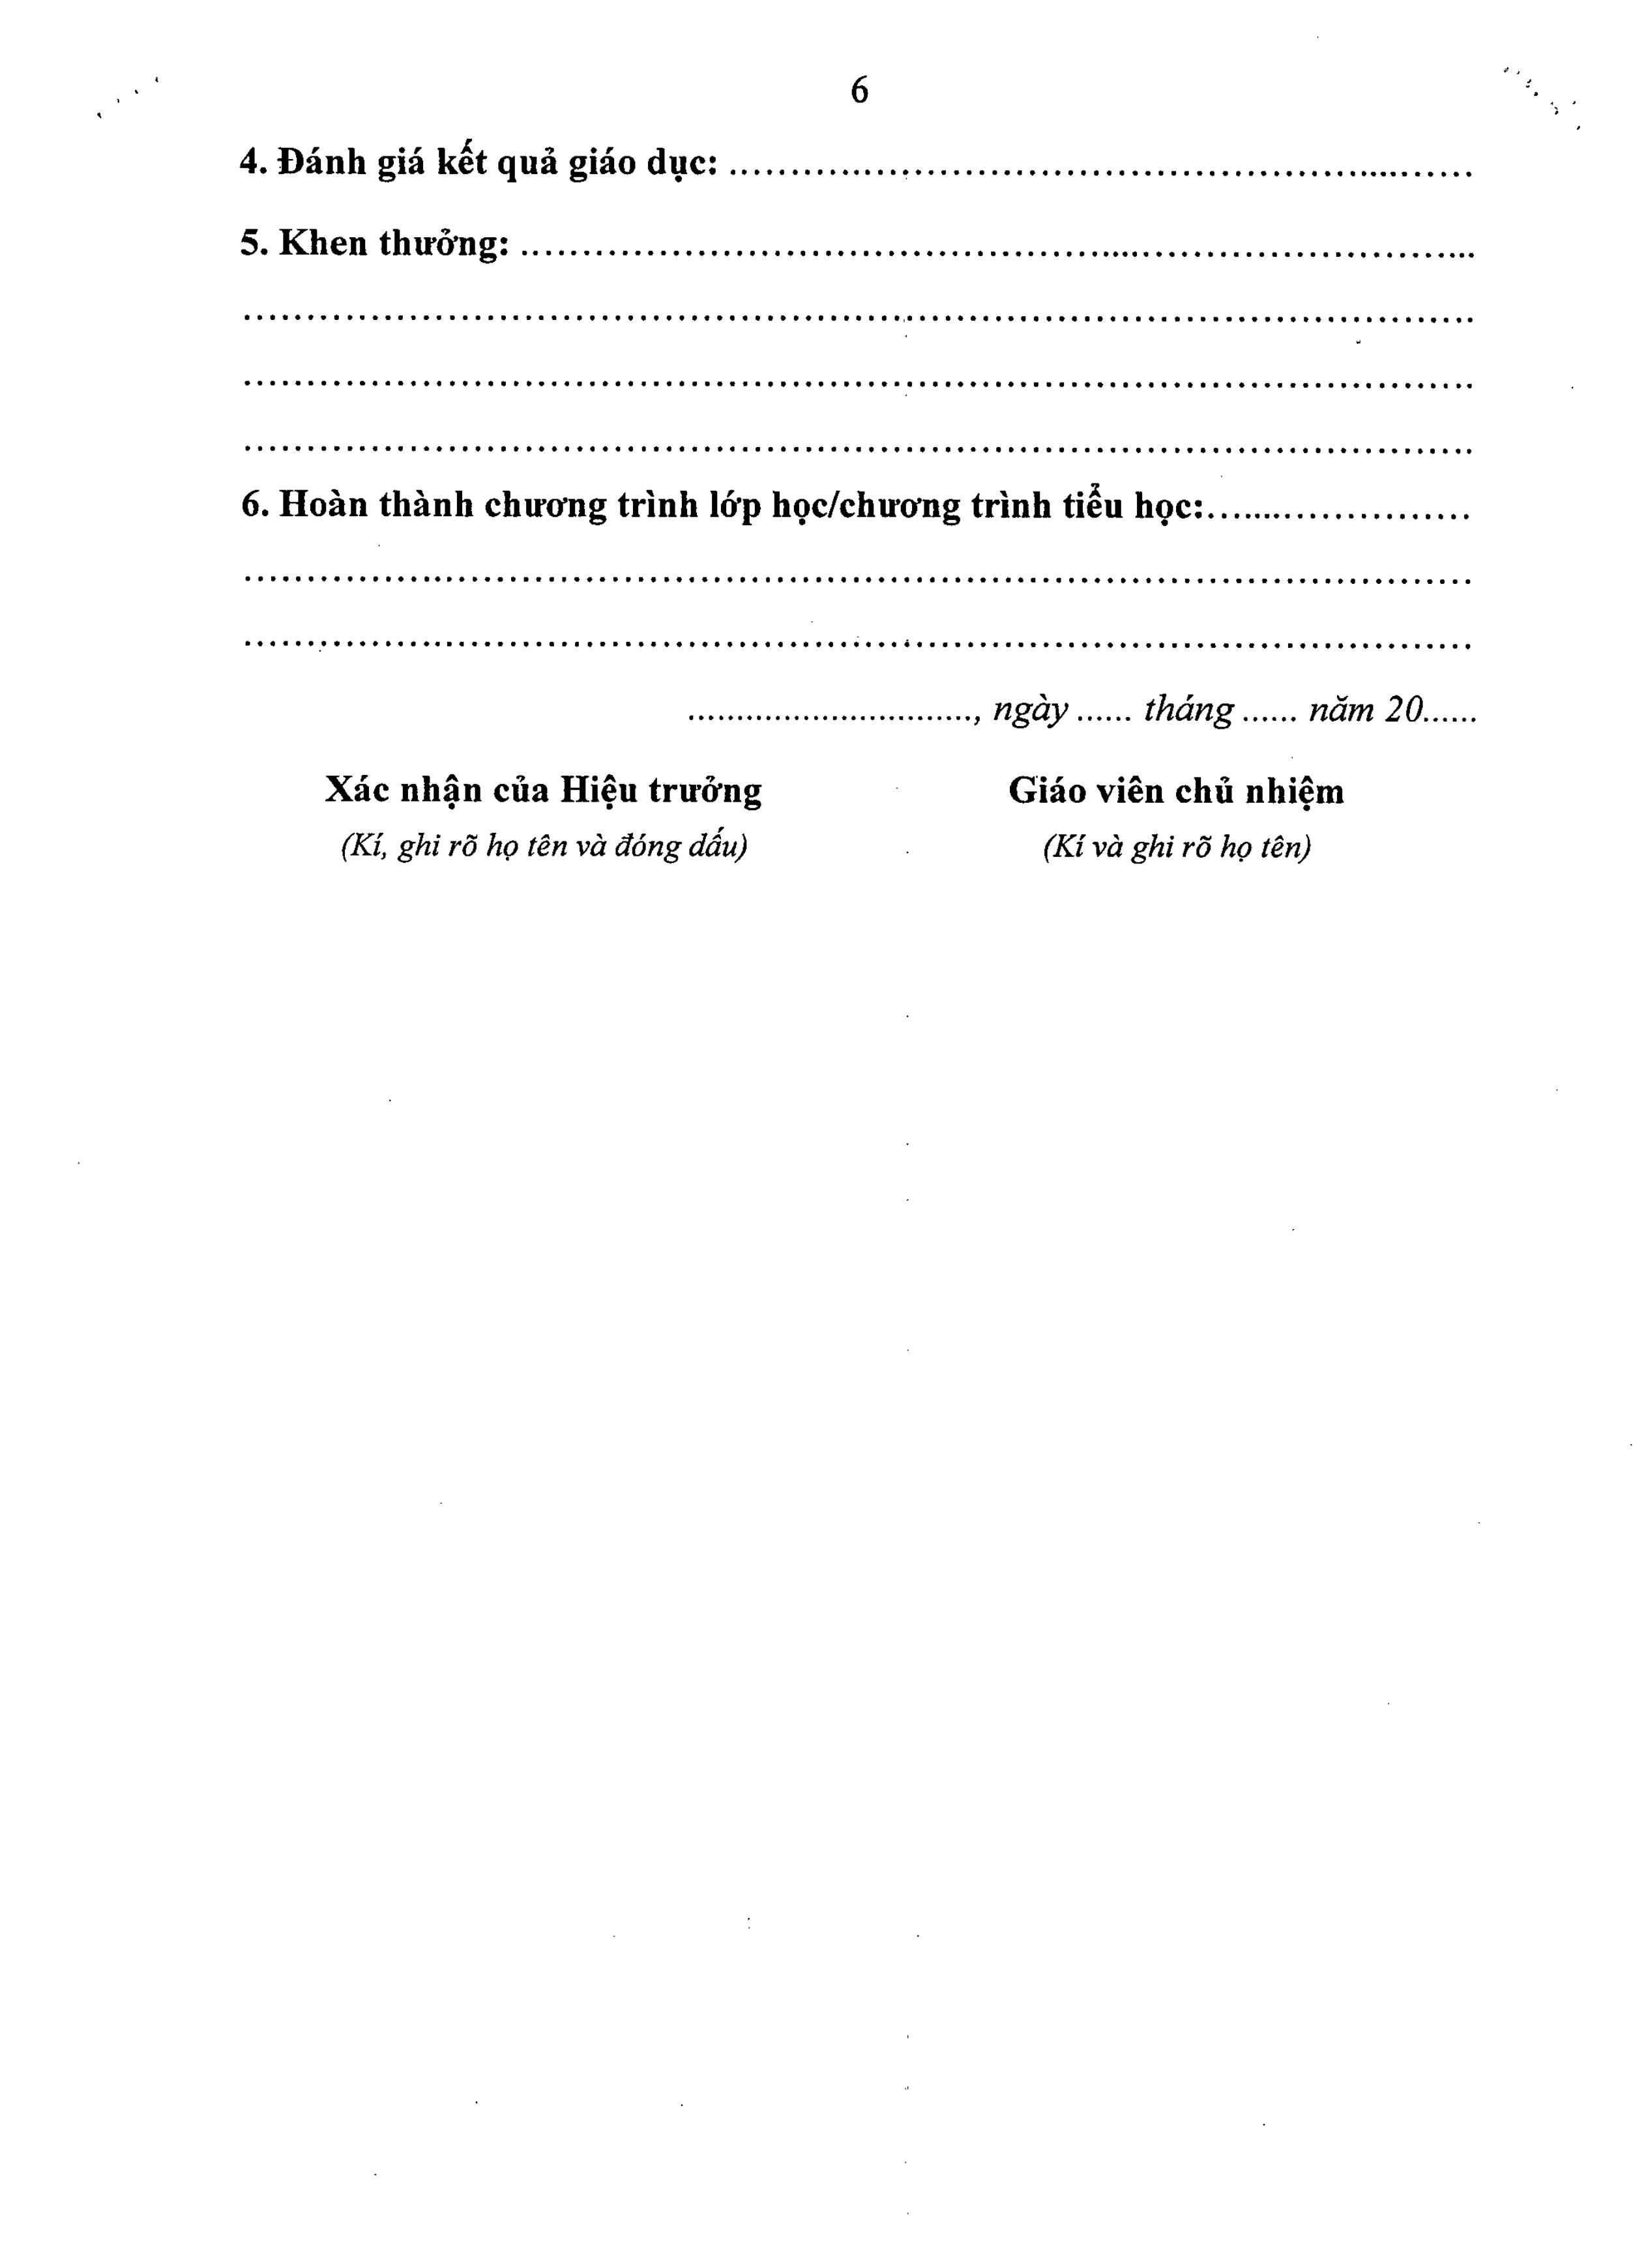 6
4. Đánh giá kết quả giáo dục: ..............................................................
5. Khen thưởng: ................................................................................
................................................................................................
................................................................................................
................................................................................................
6. Hoàn thành chương trình lớp học/chương trình tiểu học:......................
................................................................................................
................................................................................................
.............................., ngày ...... tháng ...... năm 20......
Xác nhận của Hiệu trưởng Giáo viên chủ nhiệm
(Kí, ghi rõ họ tên và đóng dấu) (Kí và ghi rõ họ tên)